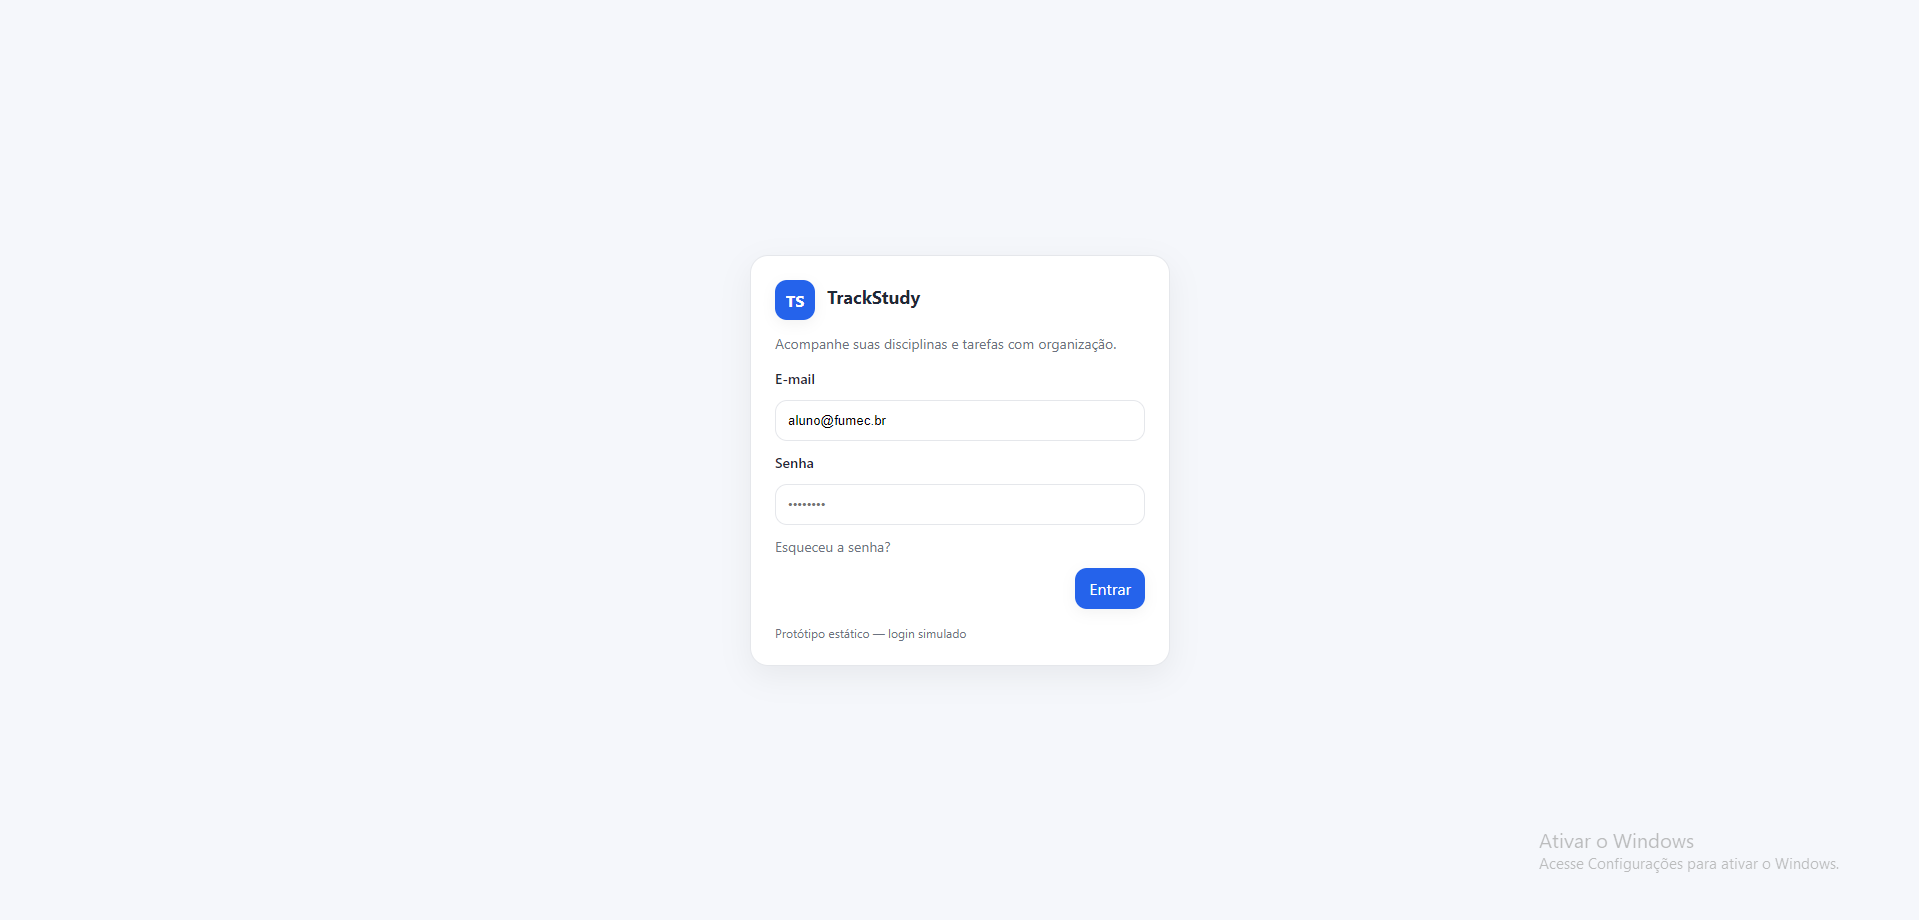 TS
TrackStudy
Acompanhe suas disciplinas e tarefas com organização.
E-mail
aluno@fumec.br
Senha
••••••••
Esqueceu a senha?
Entrar
Protótipo estático — login simulado
Ativar o Windows
Acesse Configurações para ativar o Windows.